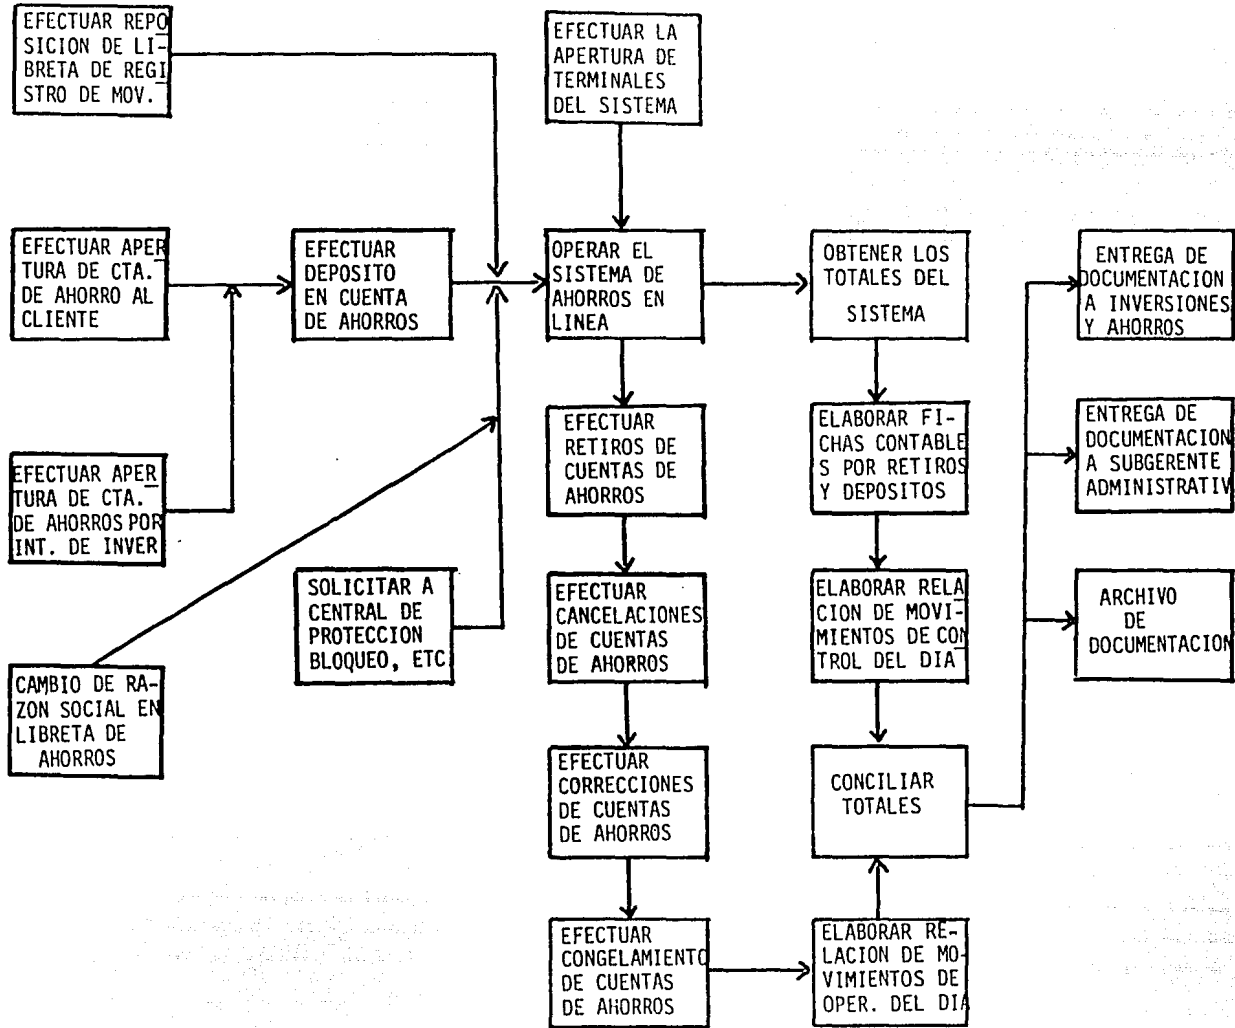 EFECTUAR REPO
SICION DE LI-
BRETA DE REGI
STRO DE MOV.
EFECTUAR LA
APERTURA DE
TERMINALES
DEL SISTEMA
EFECTUAR APER
TURA DE CTA.
DE AHORRO AL
CLIENTE
EFECTUAR
DEPOSITO
EN CUENTA
DE AHORROS
OPERAR EL
SISTEMA DE
AHORROS EN
LINEA
OBTENER LOS
TOTALES DEL
SISTEMA
ENTREGA DE
DOCUMENTACION
A INVERSIONES
Y AHORROS
EFECTUAR APER
TURA DE CTA.
DE AHORROS POR
INT. DE INVER
EFECTUAR
RETIROS DE
CUENTAS DE
AHORROS
ELABORAR FI-
CHAS CONTABLE
S POR RETIROS
Y DEPOSITOS
ENTREGA DE
DOCUMENTACION
A SUBGERENTE
ADMINISTRATIV
SOLICITAR A
CENTRAL DE
PROTECCION
BLOQUEO, ETC
EFECTUAR
CANCELACIONES
DE CUENTAS
DE AHORROS
ELABORAR RELA
CION DE MOVI-
MIENTOS DE CON
TROL DEL DIA
ARCHIVO
DE
DOCUMENTACION
CAMBIO DE RA-
ZON SOCIAL EN
LIBRETA DE
AHORROS
EFECTUAR
CORRECCIONES
DE CUENTAS
DE AHORROS
CONCILIAR
TOTALES
EFECTUAR
CONGELAMIENTO
DE CUENTAS
DE AHORROS
ELABORAR RE-
LACION DE MO-
VIMIENTOS DE
OPER. DEL DIA